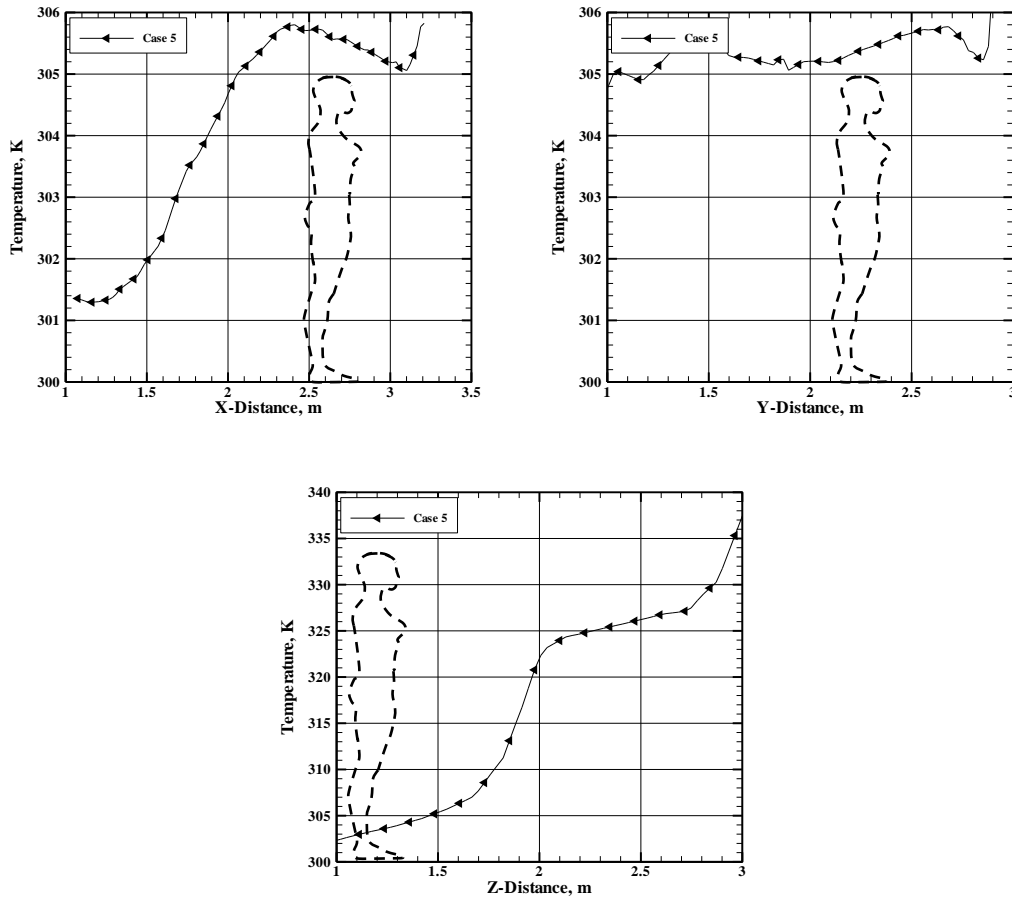 306
305
304
303
302
301
300
Temperature, K
Case 5
1 1.5 2 2.5 3 3.5
X-Distance, m
306
305
304
303
302
301
300
Temperature, K
Case 5
1 1.5 2 2.5 3
Y-Distance, m
340
335
330
325
320
315
310
305
300
Temperature, K
Case 5
1 1.5 2 2.5 3
Z-Distance, m